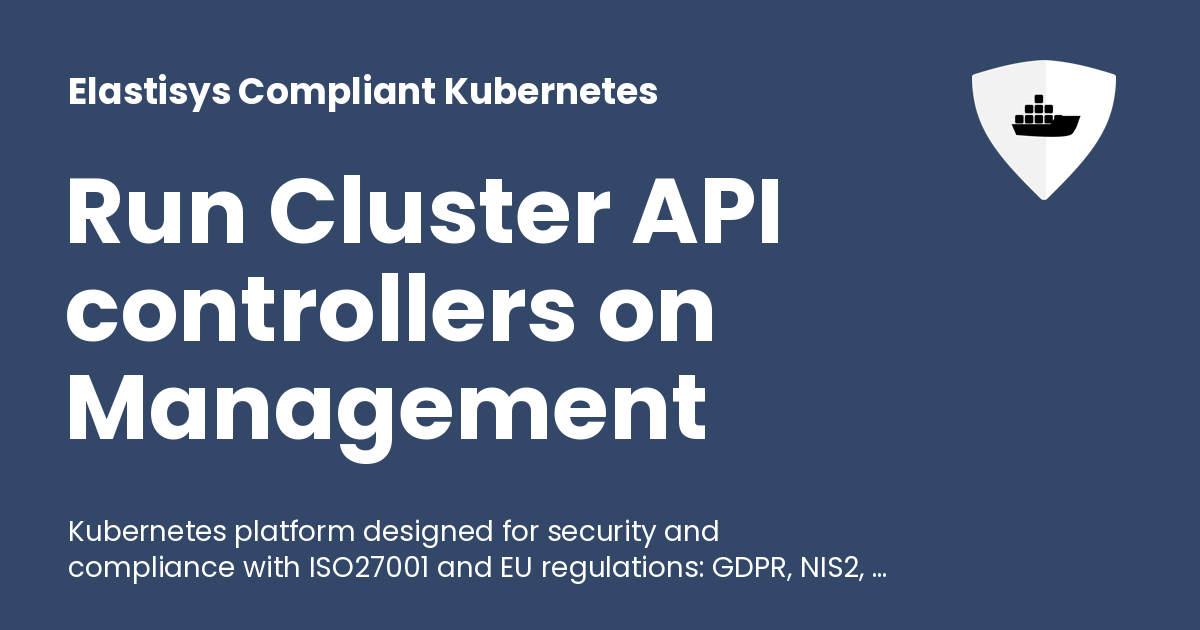 Elastisys Compliant Kubernetes
Run Cluster API
controllers on
Management
Kubernetes platform designed for security and
compliance with ISO27001 and EU regulations: GDPR, NIS2, ...